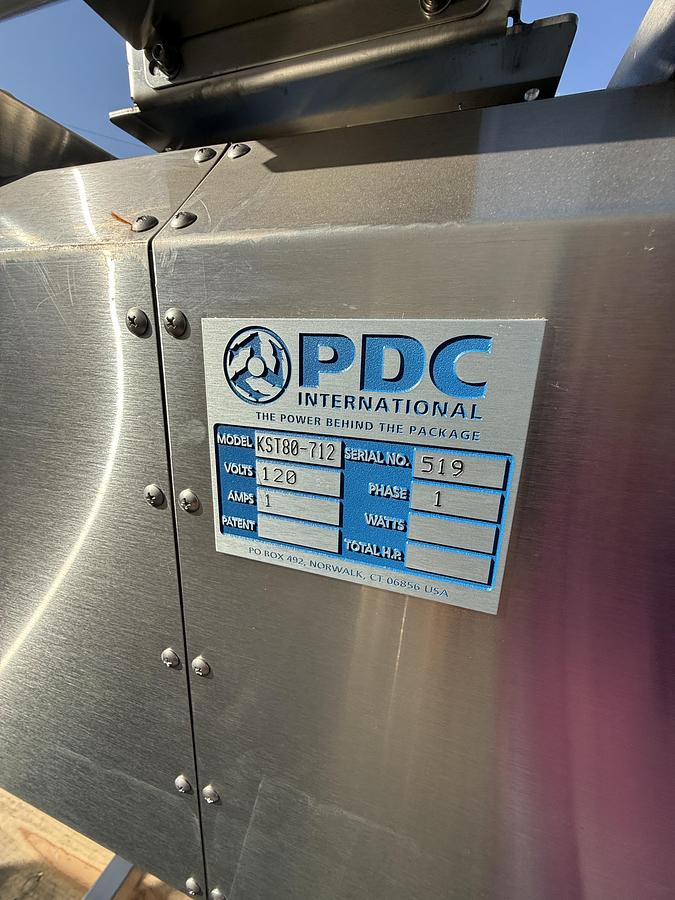 PDC
INTERNATIONAL
THE POWER BEHIND THE PACKAGE
MODEL KST80-712 SERIAL NO. 519
VOLTS 120 PHASE 1
AMPS 1 WATTS
PATENT TOTAL H.P.
PO BOX 492, NORWALK, CT 06856 USA